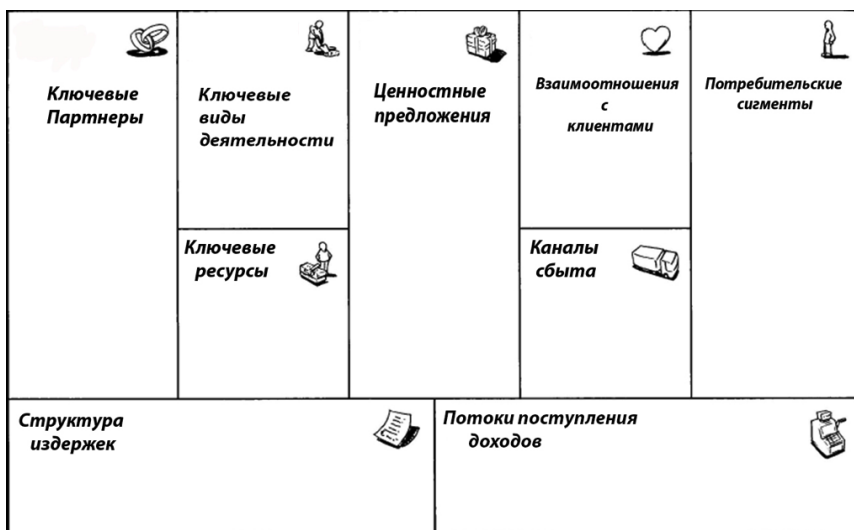 Ключевые
Партнеры
Ключевые
виды
деятельности
Ценностные
предложения
Взаимоотношения
с
клиентами
Потребительские
сигменты
Ключевые
ресурсы
Каналы
сбыта
Структура
издержек
Потоки поступления
доходов